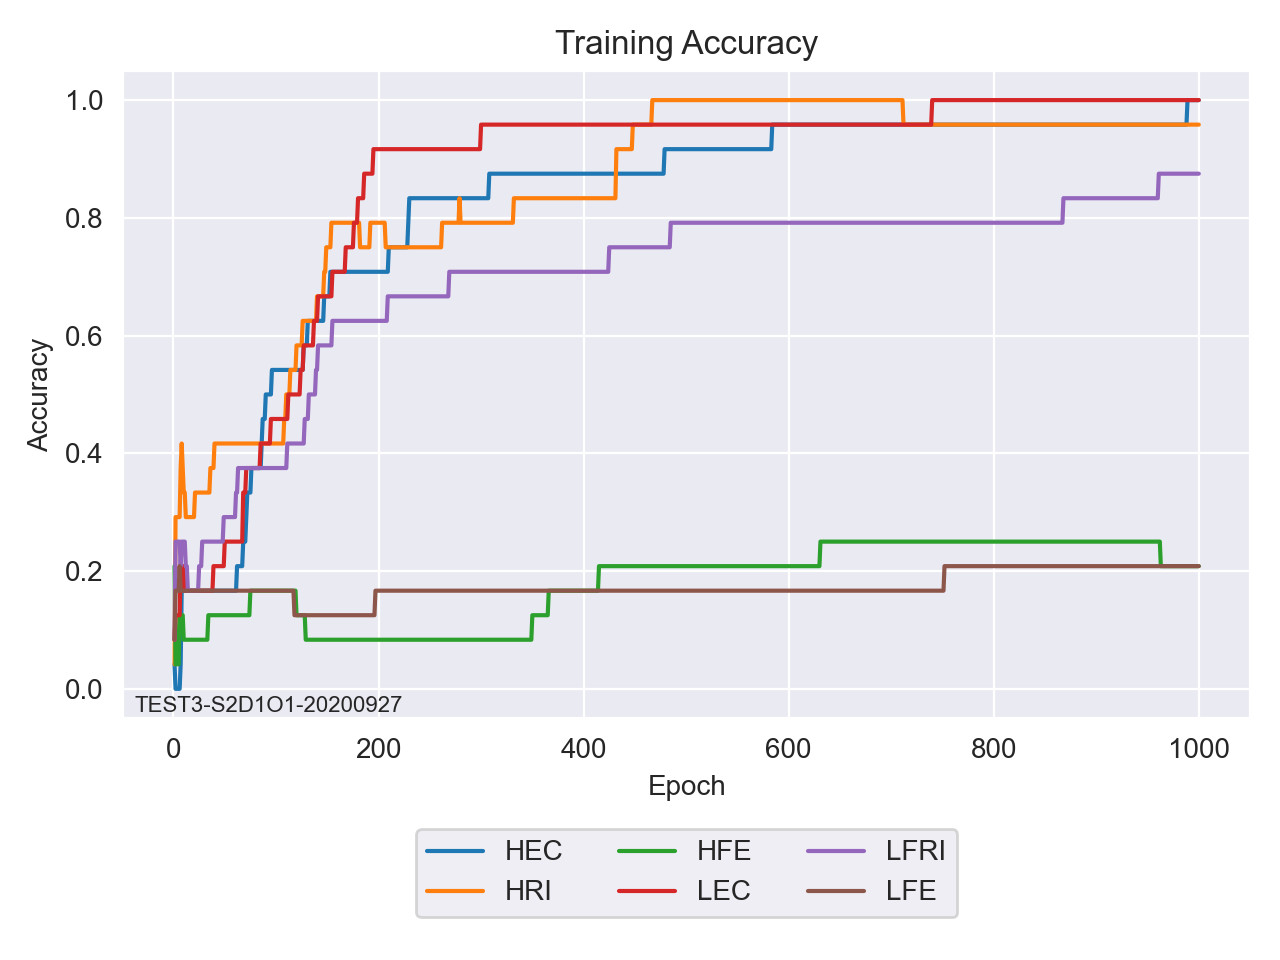 Training Accuracy
1.0
0.8
0.6
0.4
0.2
0.0
Accuracy
TEST3-S2D1O1-20200927
0 200 400 600 800 1000
Epoch
HEC HFE LFRI
HRI LEC LFE